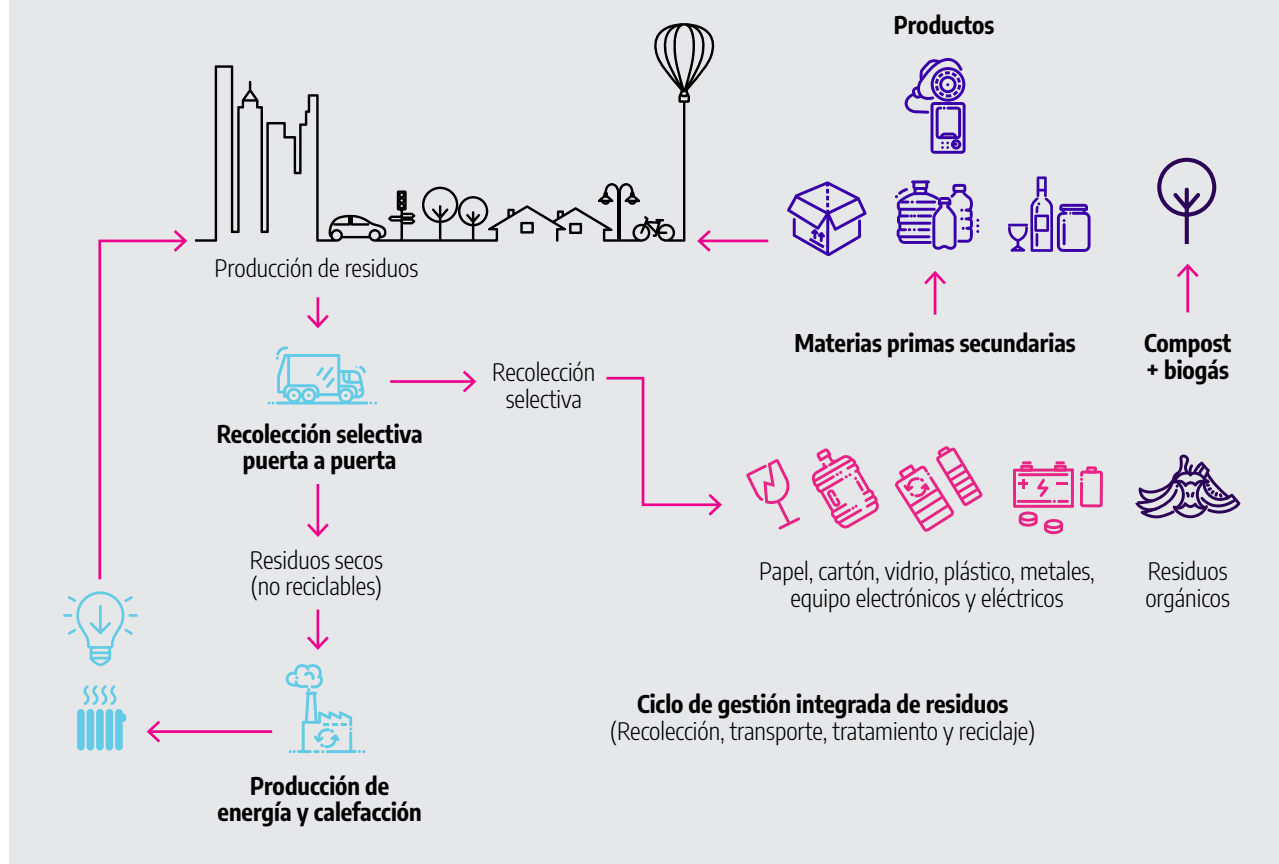 Productos
Producción de residuos
Materias primas secundarias
Compost
+ biogás
Recolección
selectiva
Recolección selectiva
puerta a puerta
Residuos secos
(no reciclables)
Papel, cartón, vidrio, plástico, metales,
equipo electrónicos y eléctricos
Residuos
orgánicos
Ciclo de gestión integrada de residuos
(Recolección, transporte, tratamiento y reciclaje)
Producción de
energía y calefacción